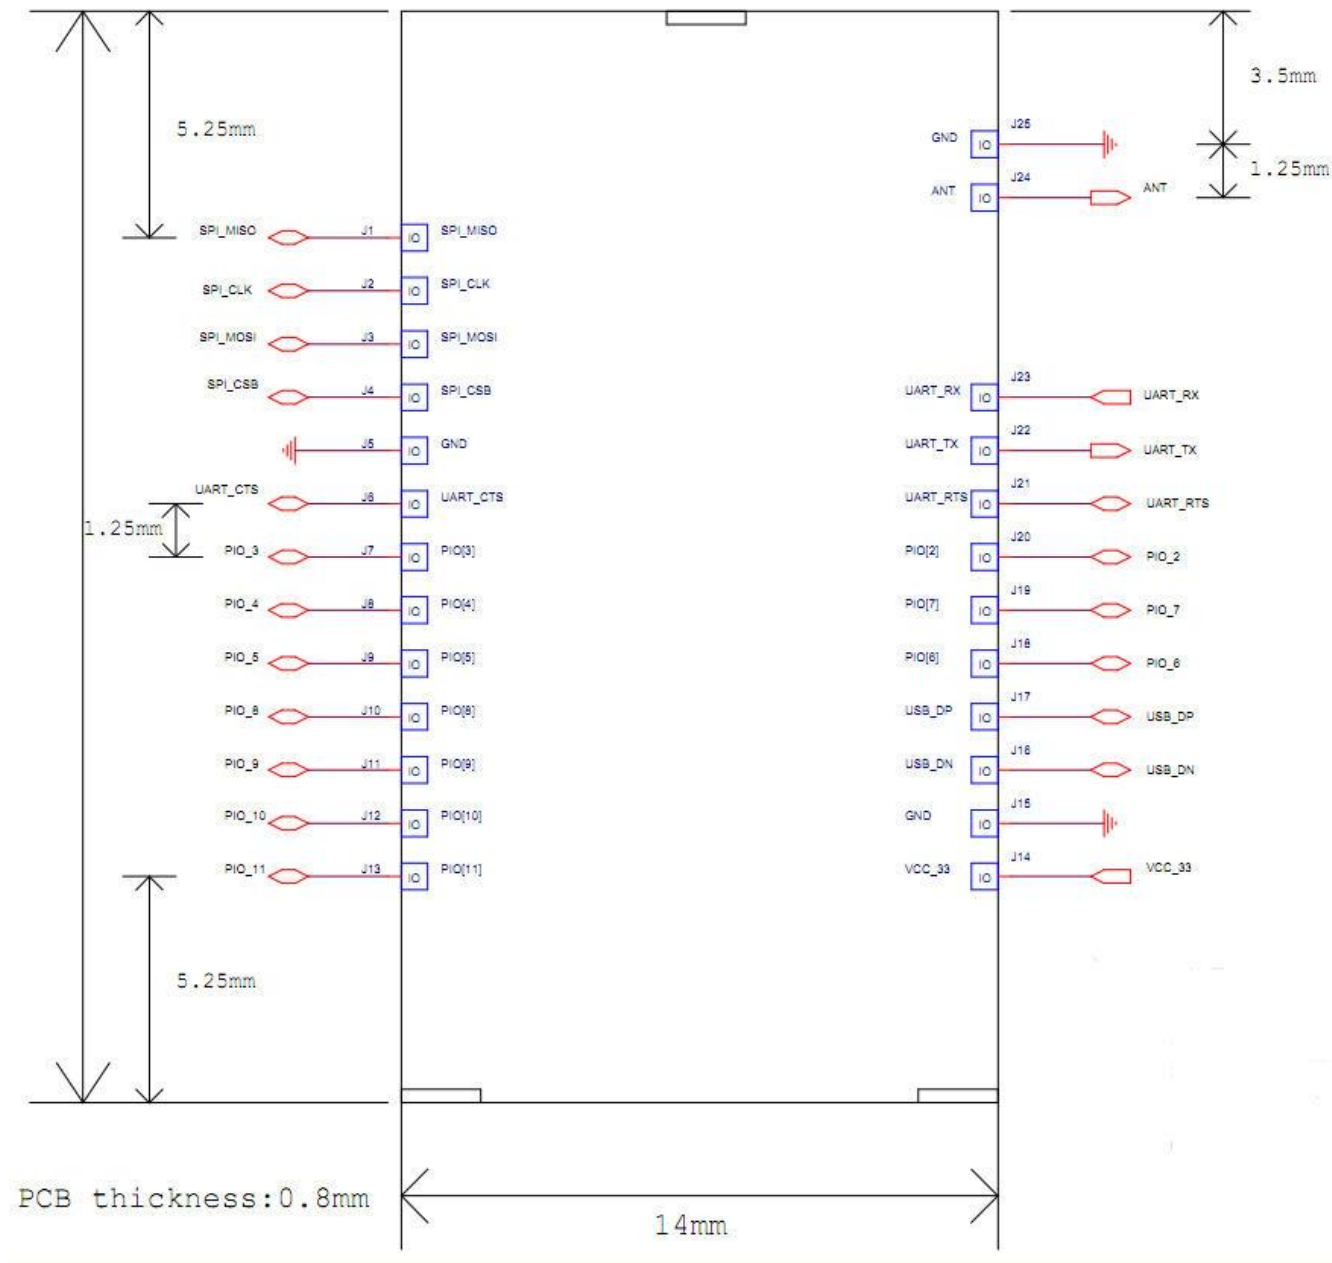 3.5mm
5.25mm
J25
GND IO
1.25mm
J24
ANT IO ANT
SPI_MISO J1 IO SPI_MISO
SPI_CLK J2 IO SPI_CLK
SPI_MOSI J3 IO SPI_MOSI
J23
SPI_CSB J4 IO SPI_CSB UART_RX IO UART_RX
J22
J5 IO GND UART_TX IO UART_TX
J21
UART_CTS J6 IO UART_CTS UART_RTS IO UART_RTS
1.25mm
J20
PIO_3 J7 IO PIO[3] PIO[2] IO PIO_2
J19
PIO_4 J8 IO PIO[4] PIO[7] IO PIO_7
J18
PIO_5 J9 IO PIO[5] PIO[6] IO PIO_6
J17
PIO_8 J10 IO PIO[8] USB_DP IO USB_DP
J16
PIO_9 J11 IO PIO[9] USB_DN IO USB_DN
J15
PIO_10 J12 IO PIO[10] GND IO
J14
PIO_11 J13 IO PIO[11] VCC_33 IO VCC_33
5.25mm
PCB thickness:0.8mm
14mm